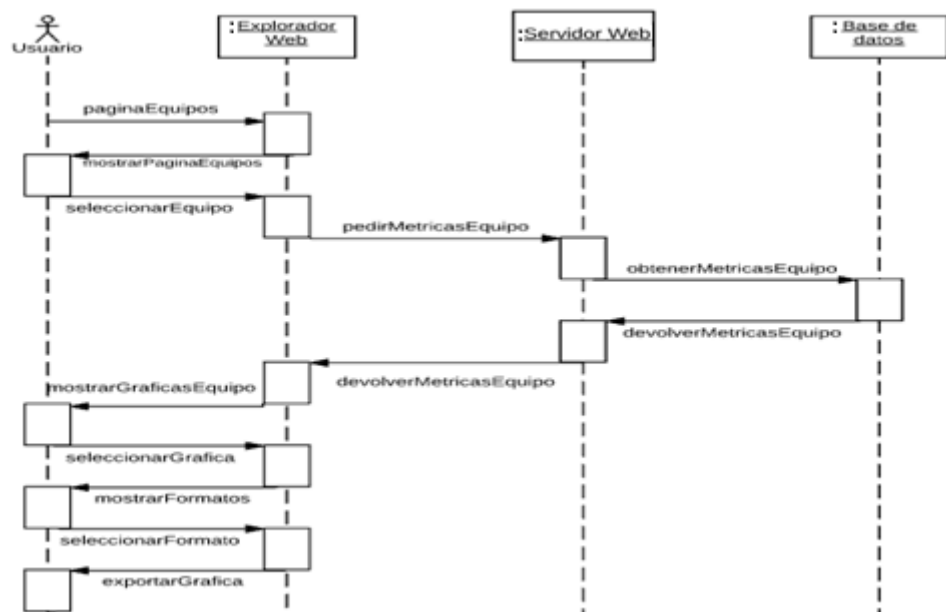 Usuario
:Explorador
Web
:Servidor Web
:Base de
datos
paginaEquipos
mostrarPaginaEquipos
seleccionarEquipo
pedirMetricasEquipo
obtenerMetricasEquipo
devolverMetricasEquipo
devolverMetricasEquipo
mostrarGraficasEquipo
seleccionarGrafica
mostrarFormatos
seleccionarFormato
exportarGrafica